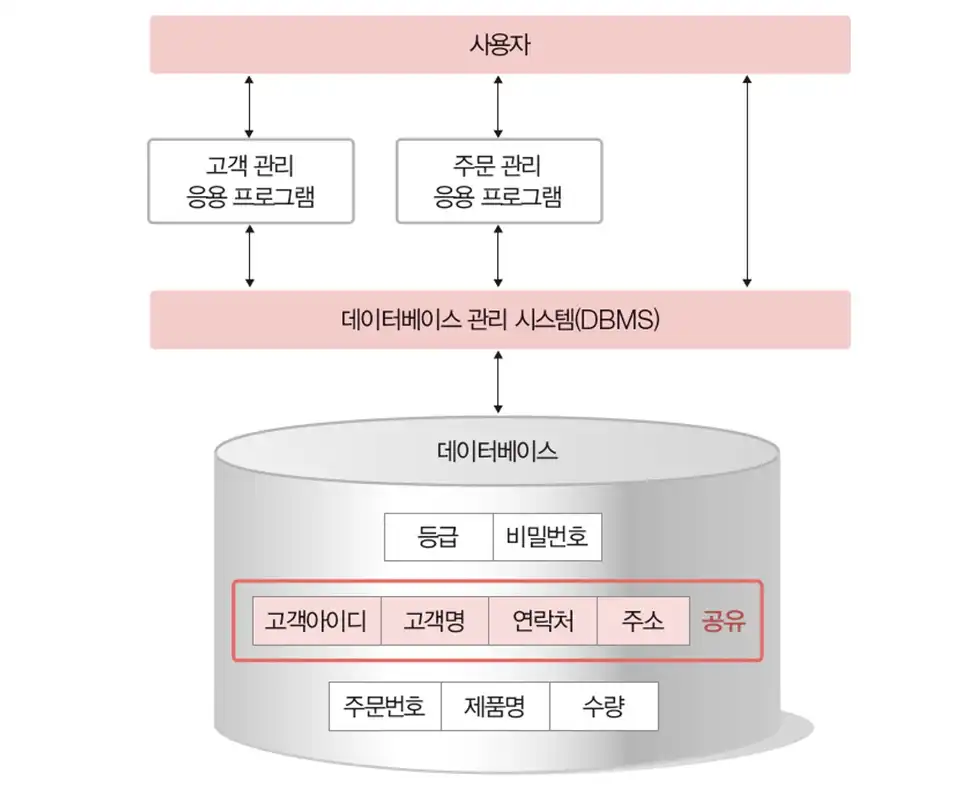 사용자
고객 관리
응용 프로그램
주문 관리
응용 프로그램
데이터베이스 관리 시스템(DBMS)
데이터베이스
등급 비밀번호
고객아이디 고객명 연락처 주소 공유
주문번호 제품명 수량